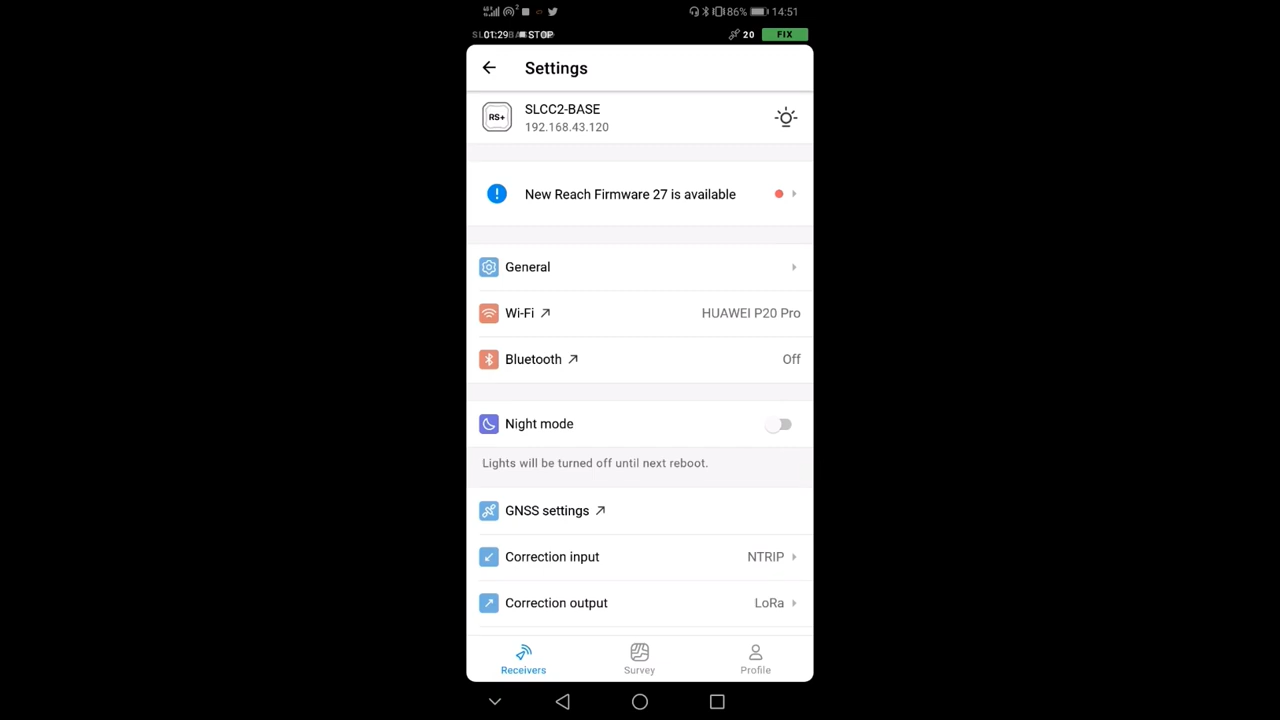 86% 14:51
01:29 STOP 20 FIX
Settings
RS+ SLCC2-BASE
192.168.43.120
New Reach Firmware 27 is available
General
Wi-Fi HUAWEI P20 Pro
Bluetooth Off
Night mode
Lights will be turned off until next reboot.
GNSS settings
Correction input NTRIP
Correction output LoRa
Receivers Survey Profile